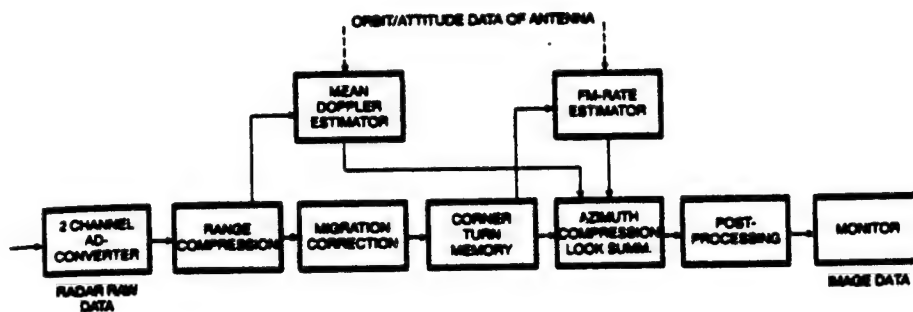 ORBIT/ATTITUDE DATA OF ANTENNA
MEAN
DOPPLER
ESTIMATOR
FM-RATE
ESTIMATOR
2 CHANNEL
AD-
CONVERTER
RANGE
COMPRESSION
MIGRATION
CORRECTION
CORNER
TURN
MEMORY
AZIMUTH
COMPRESSION
LOOK SUMM.
POST-
PROCESSING
MONITOR
RADAR RAW
DATA
IMAGE DATA